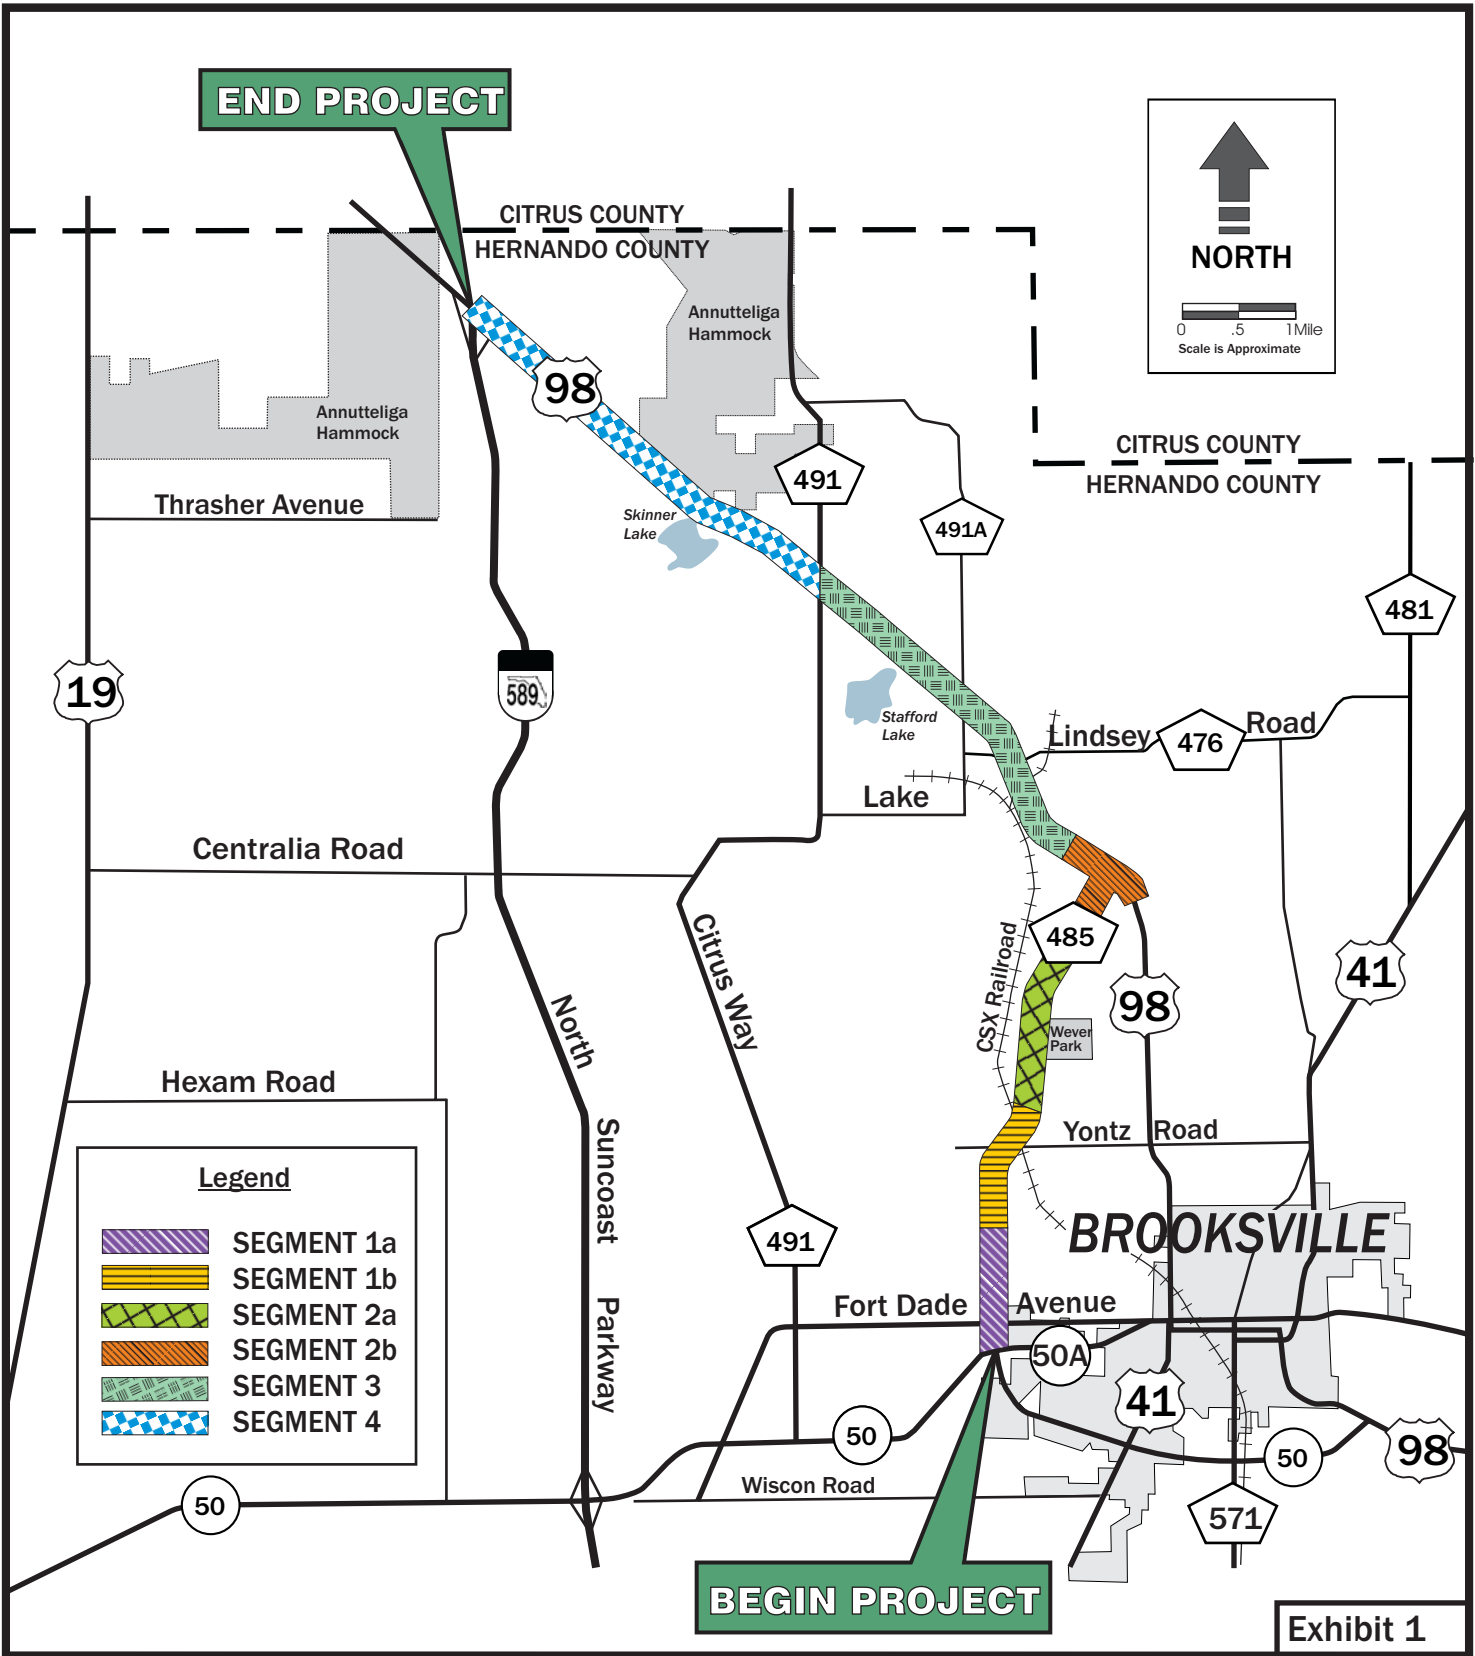 END PROJECT
CITRUS COUNTY
HERNANDO COUNTY
NORTH
0 .5 1Mile
Scale is Approximate
Annutteliga
Hammock
98
Annutteliga
Hammock
CITRUS COUNTY
HERNANDO COUNTY
491
491A
Thrasher Avenue
Skinner
Lake
481
19
589
Stafford
Lake
Lindsey
476
Road
Lake
Centralia Road
485
41
98
Citrus Way
CSX Railroad
Wever
Park
North
Suncoast
Parkway
Hexam Road
Yontz Road
Legend
SEGMENT 1a
SEGMENT 1b
SEGMENT 2a
SEGMENT 2b
SEGMENT 3
SEGMENT 4
491
BROOKSVILLE
Fort Dade Avenue
50A
41
50
50
98
Wiscon Road
50
571
BEGIN PROJECT
Exhibit 1